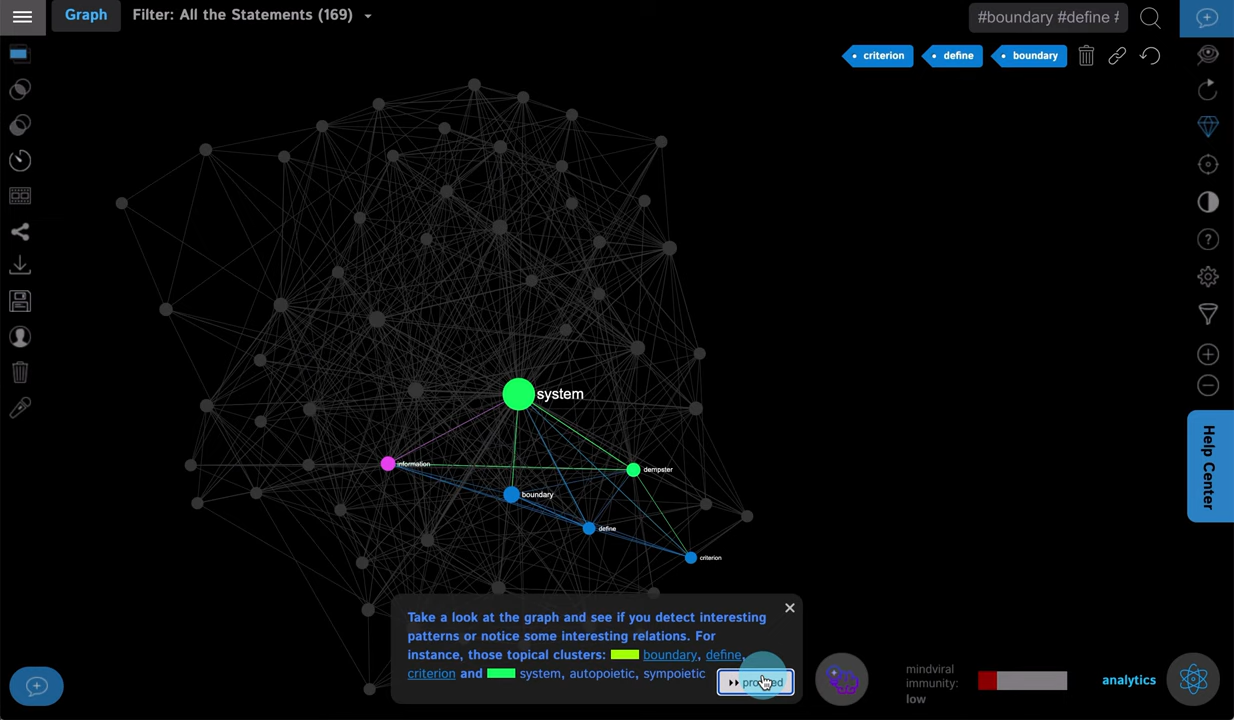 Graph
Filter: All the Statements (169)
#boundary #define #
criterion
define
boundary
system
information
dempster
boundary
define
criterion
Help Center
Take a look at the graph and see if you detect interesting
patterns or notice some interesting relations. For
instance, those topical clusters: boundary, define,
criterion and system, autopoietic, sympoietic
proceed
mindviral
immunity:
low
analytics